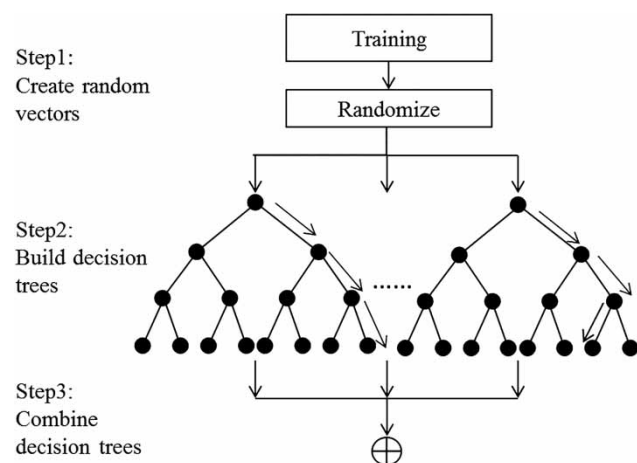 Training
Step1:
Create random
vectors
Randomize
Step2:
Build decision
trees
......
Step3:
Combine
decision trees